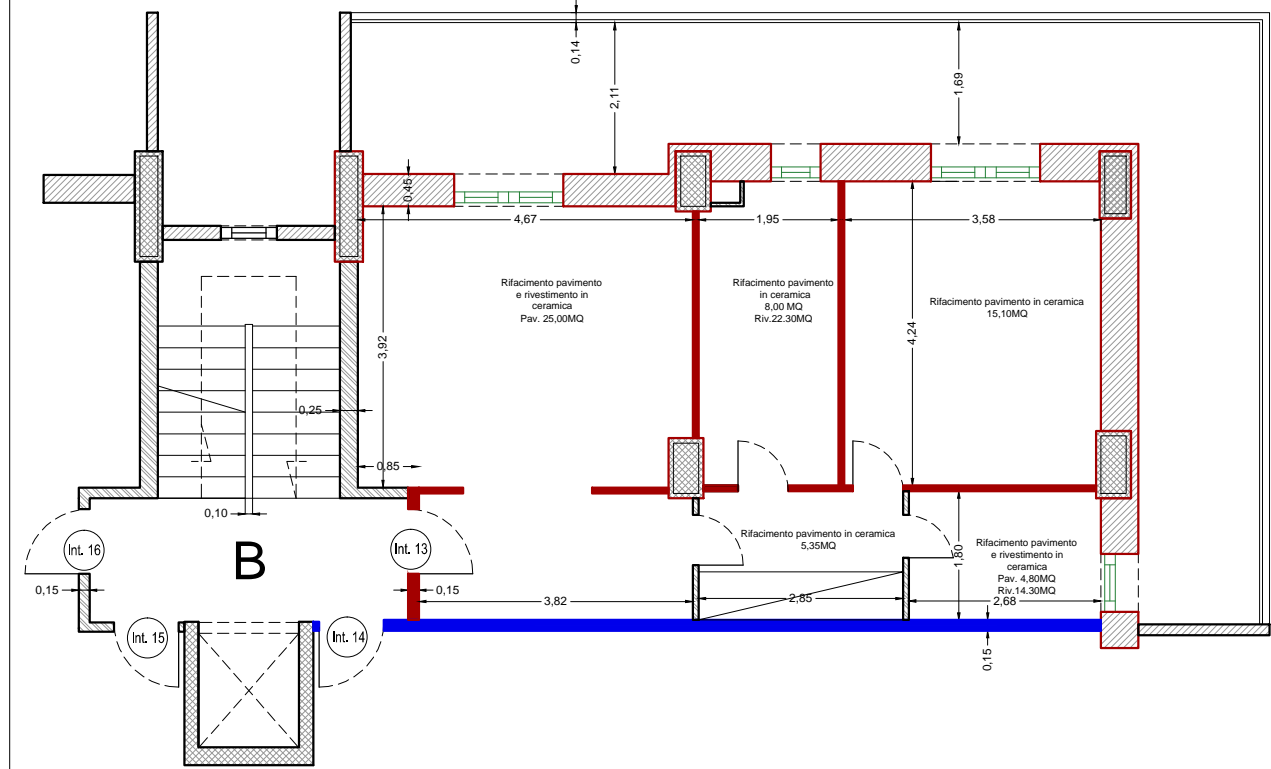 0,14
2,11
1,69
0,45
4,67
1,95
3,58
Rifacimento pavimento
e rivestimento in
ceramica
Pav. 25,00MQ
Rifacimento pavimento
in ceramica
8,00 MQ
Riv.22.30MQ
Rifacimento pavimento in ceramica
15,10MQ
3,92
4,24
0,25
0,85
0,10
Int. 16
B
Int. 13
Rifacimento pavimento in ceramica
5,35MQ
1,80
Rifacimento pavimento
e rivestimento in
ceramica
Pav. 4,80MQ
Riv.14.30MQ
0,15
0,15
3,82
2,85
2,68
Int. 15
Int. 14
0,15